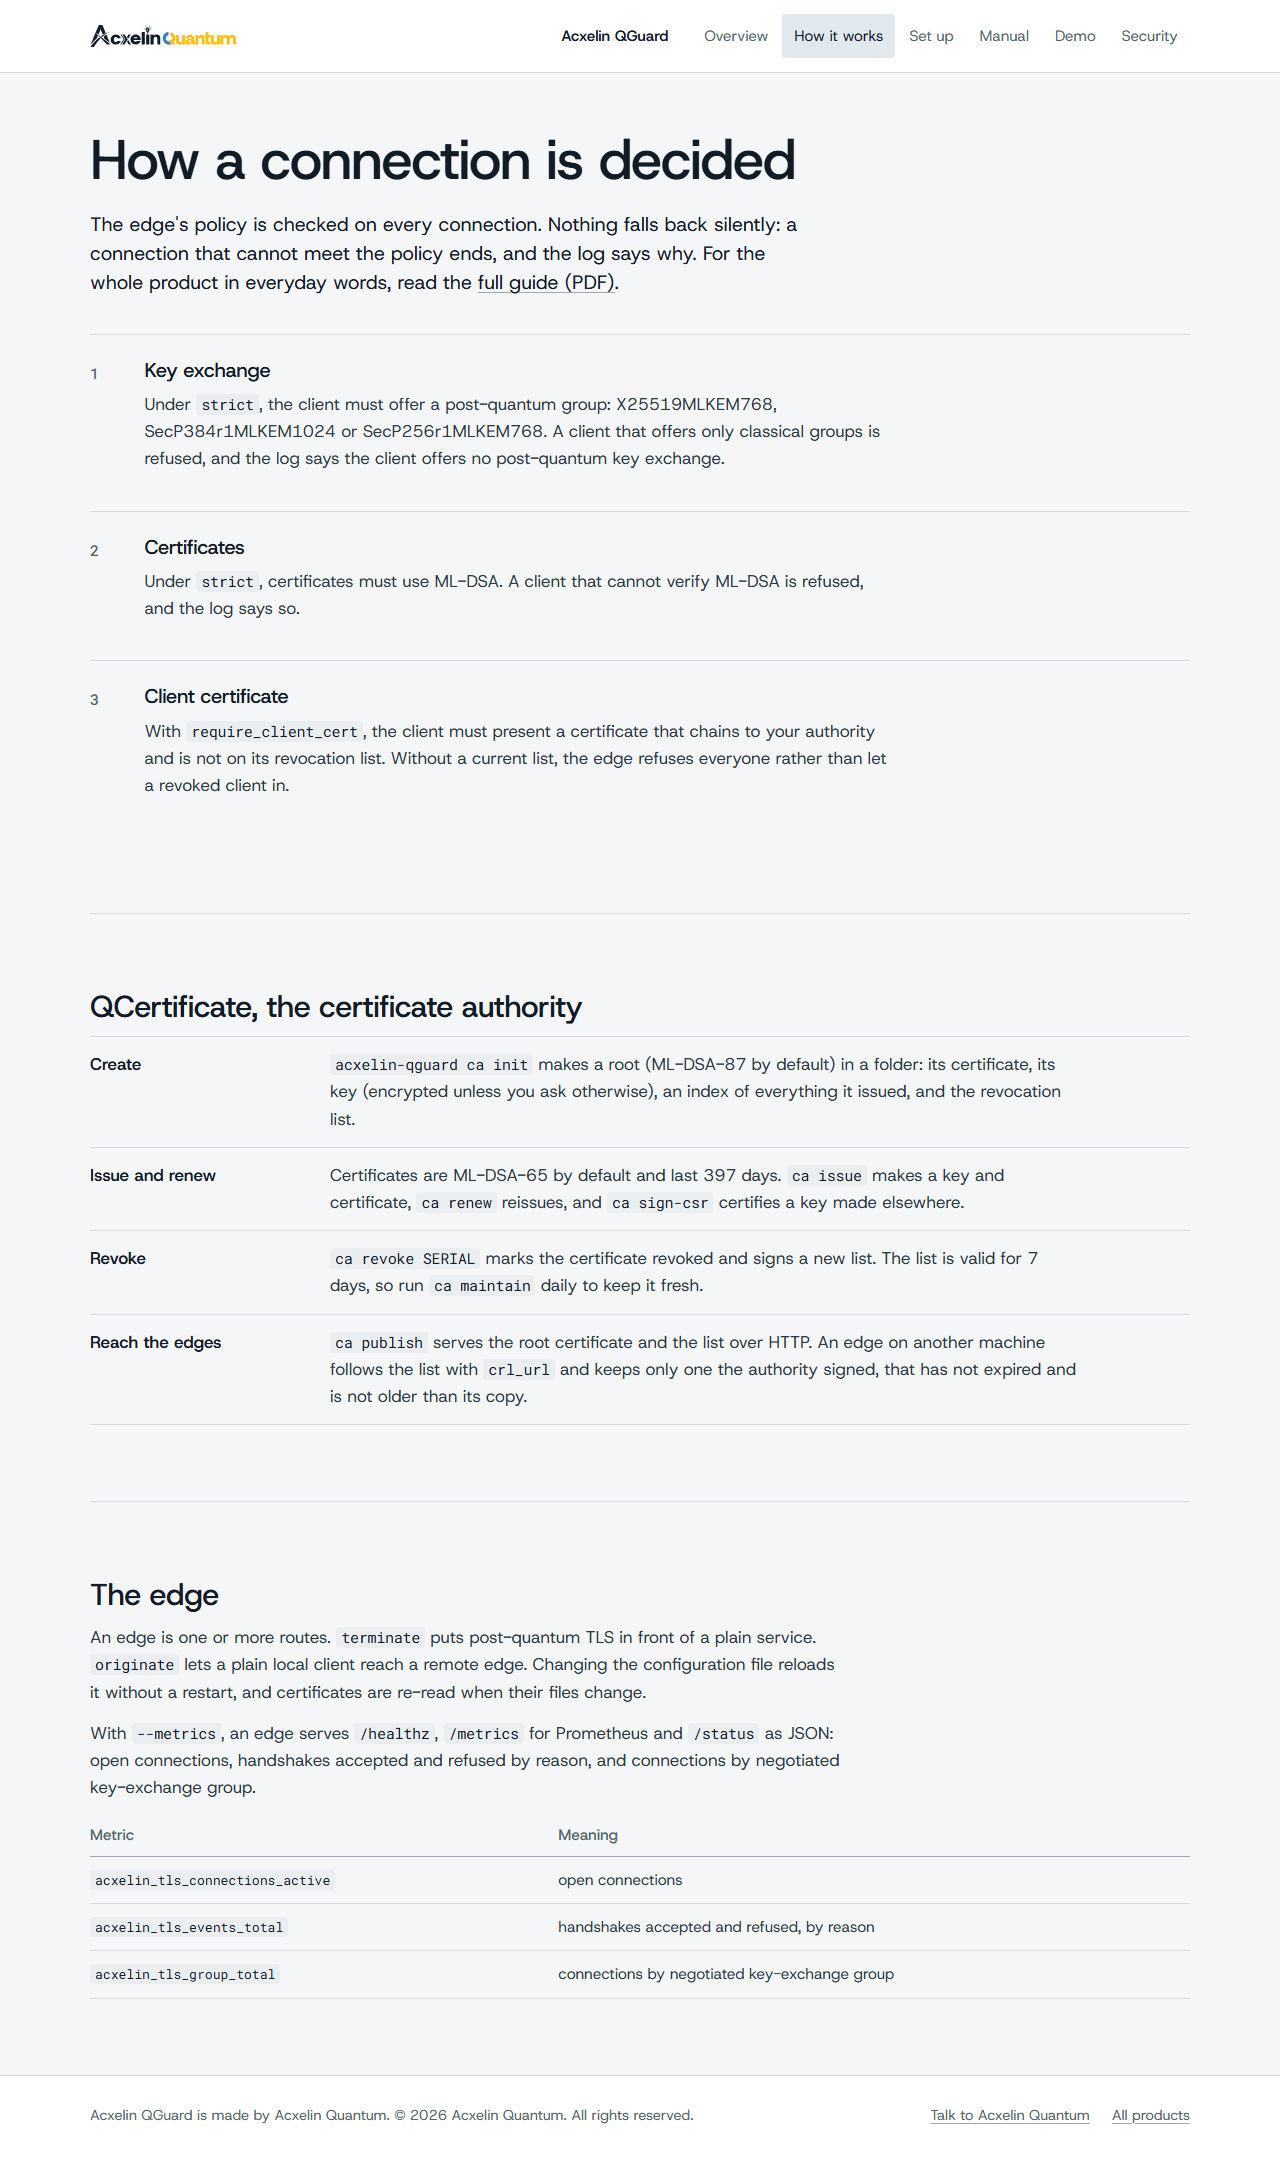 Acxelin Quantum
Acxelin QGuard Overview How it works Set up Manual Demo Security
How a connection is decided
The edge's policy is checked on every connection. Nothing falls back silently: a
connection that cannot meet the policy ends, and the log says why. For the
whole product in everyday words, read the full guide (PDF).
1 Key exchange
Under strict, the client must offer a post-quantum group: X25519MLKEM768,
SecP384r1MLKEM1024 or SecP256r1MLKEM768. A client that offers only classical groups is
refused, and the log says the client offers no post-quantum key exchange.
2 Certificates
Under strict, certificates must use ML-DSA. A client that cannot verify ML-DSA is refused,
and the log says so.
3 Client certificate
With require_client_cert, the client must present a certificate that chains to your authority
and is not on its revocation list. Without a current list, the edge refuses everyone rather than let
a revoked client in.
QCertificate, the certificate authority
Create acxelin-qguard ca init makes a root (ML-DSA-87 by default) in a folder: its certificate, its
key (encrypted unless you ask otherwise), an index of everything it issued, and the revocation
list.
Issue and renew Certificates are ML-DSA-65 by default and last 397 days. ca issue makes a key and
certificate, ca renew reissues, and ca sign-csr certifies a key made elsewhere.
Revoke ca revoke SERIAL marks the certificate revoked and signs a new list. The list is valid for 7
days, so run ca maintain daily to keep it fresh.
Reach the edges ca publish serves the root certificate and the list over HTTP. An edge on another machine
follows the list with crl_url and keeps only one the authority signed, that has not expired and
is not older than its copy.
The edge
An edge is one or more routes. terminate puts post-quantum TLS in front of a plain service.
originate lets a plain local client reach a remote edge. Changing the configuration file reloads
it without a restart, and certificates are re-read when their files change.
With --metrics, an edge serves /healthz, /metrics for Prometheus and /status as JSON:
open connections, handshakes accepted and refused by reason, and connections by negotiated
key-exchange group.
Metric Meaning
acxelin_tls_connections_active open connections
acxelin_tls_events_total handshakes accepted and refused, by reason
acxelin_tls_group_total connections by negotiated key-exchange group
Acxelin QGuard is made by Acxelin Quantum. © 2026 Acxelin Quantum. All rights reserved. Talk to Acxelin Quantum All products